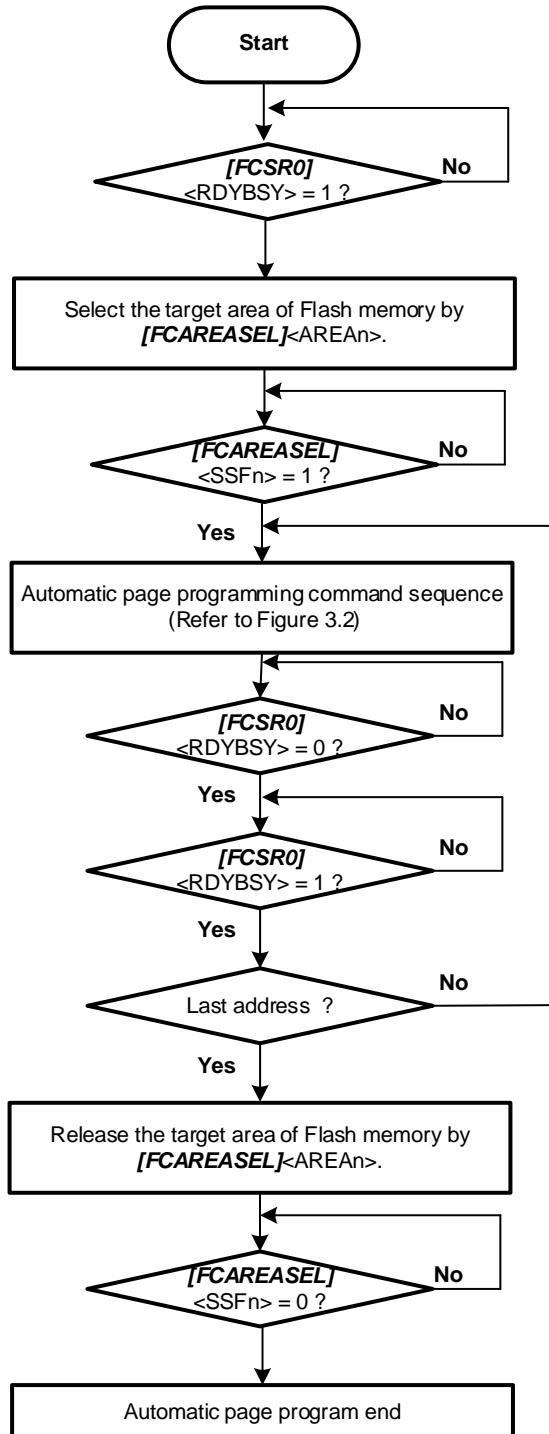 Start
[FCSR0]
<RDYBSY> = 1 ?
No
Select the target area of Flash memory by
[FCAREASEL]<AREAn>.
[FCAREASEL]
<SSFn> = 1 ?
No
Yes
Automatic page programming command sequence
(Refer to Figure 3.2)
[FCSR0]
<RDYBSY> = 0 ?
No
Yes
[FCSR0]
<RDYBSY> = 1 ?
No
Yes
Last address ?
No
Yes
Release the target area of Flash memory by
[FCAREASEL]<AREAn>.
[FCAREASEL]
<SSFn> = 0 ?
No
Automatic page program end